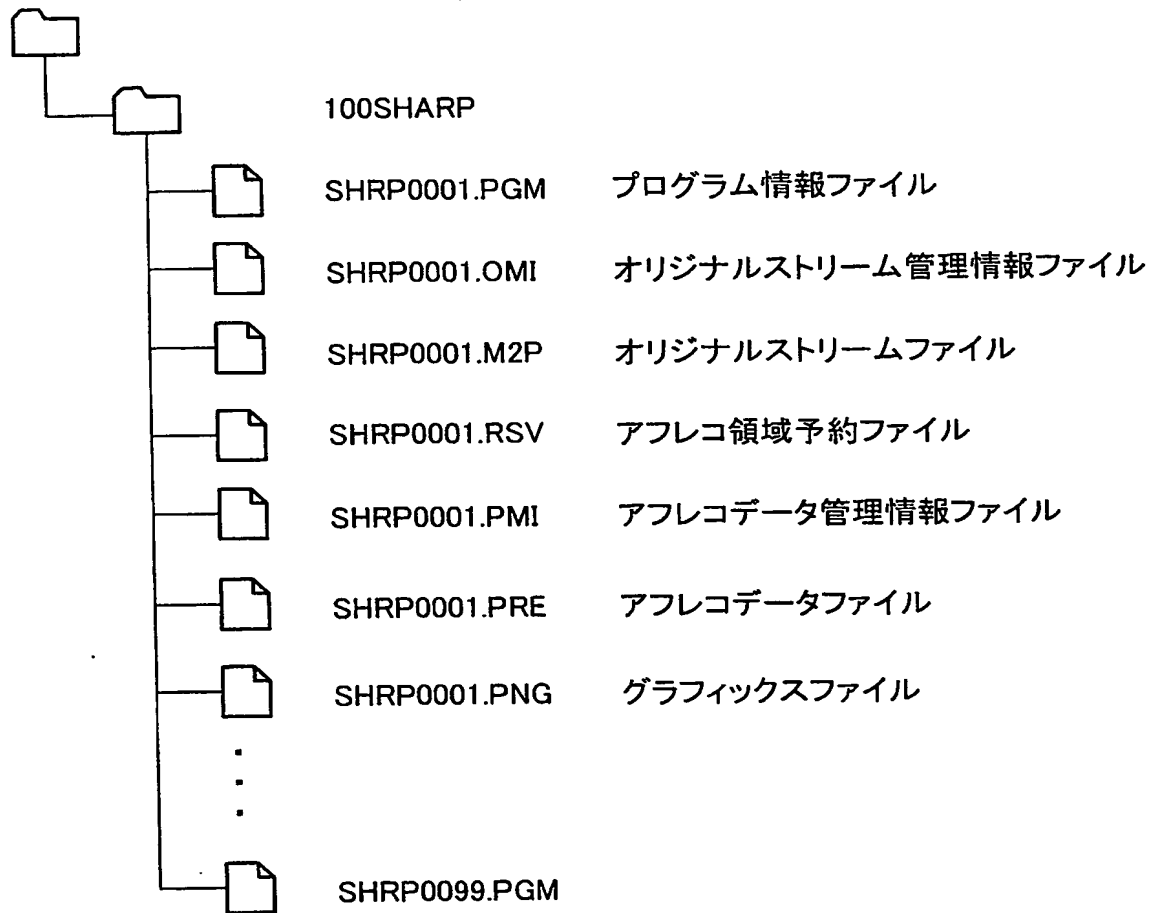 100SHARP
SHRP0001.PGM プログラム情報ファイル
SHRP0001.OMI オリジナルストリーム管理情報ファイル
SHRP0001.M2P オリジナルストリームファイル
SHRP0001.RSV アフレコ領域予約ファイル
SHRP0001.PMI アフレコデータ管理情報ファイル
SHRP0001.PRE アフレコデータファイル
SHRP0001.PNG グラフィックスファイル
SHRP0099.PGM